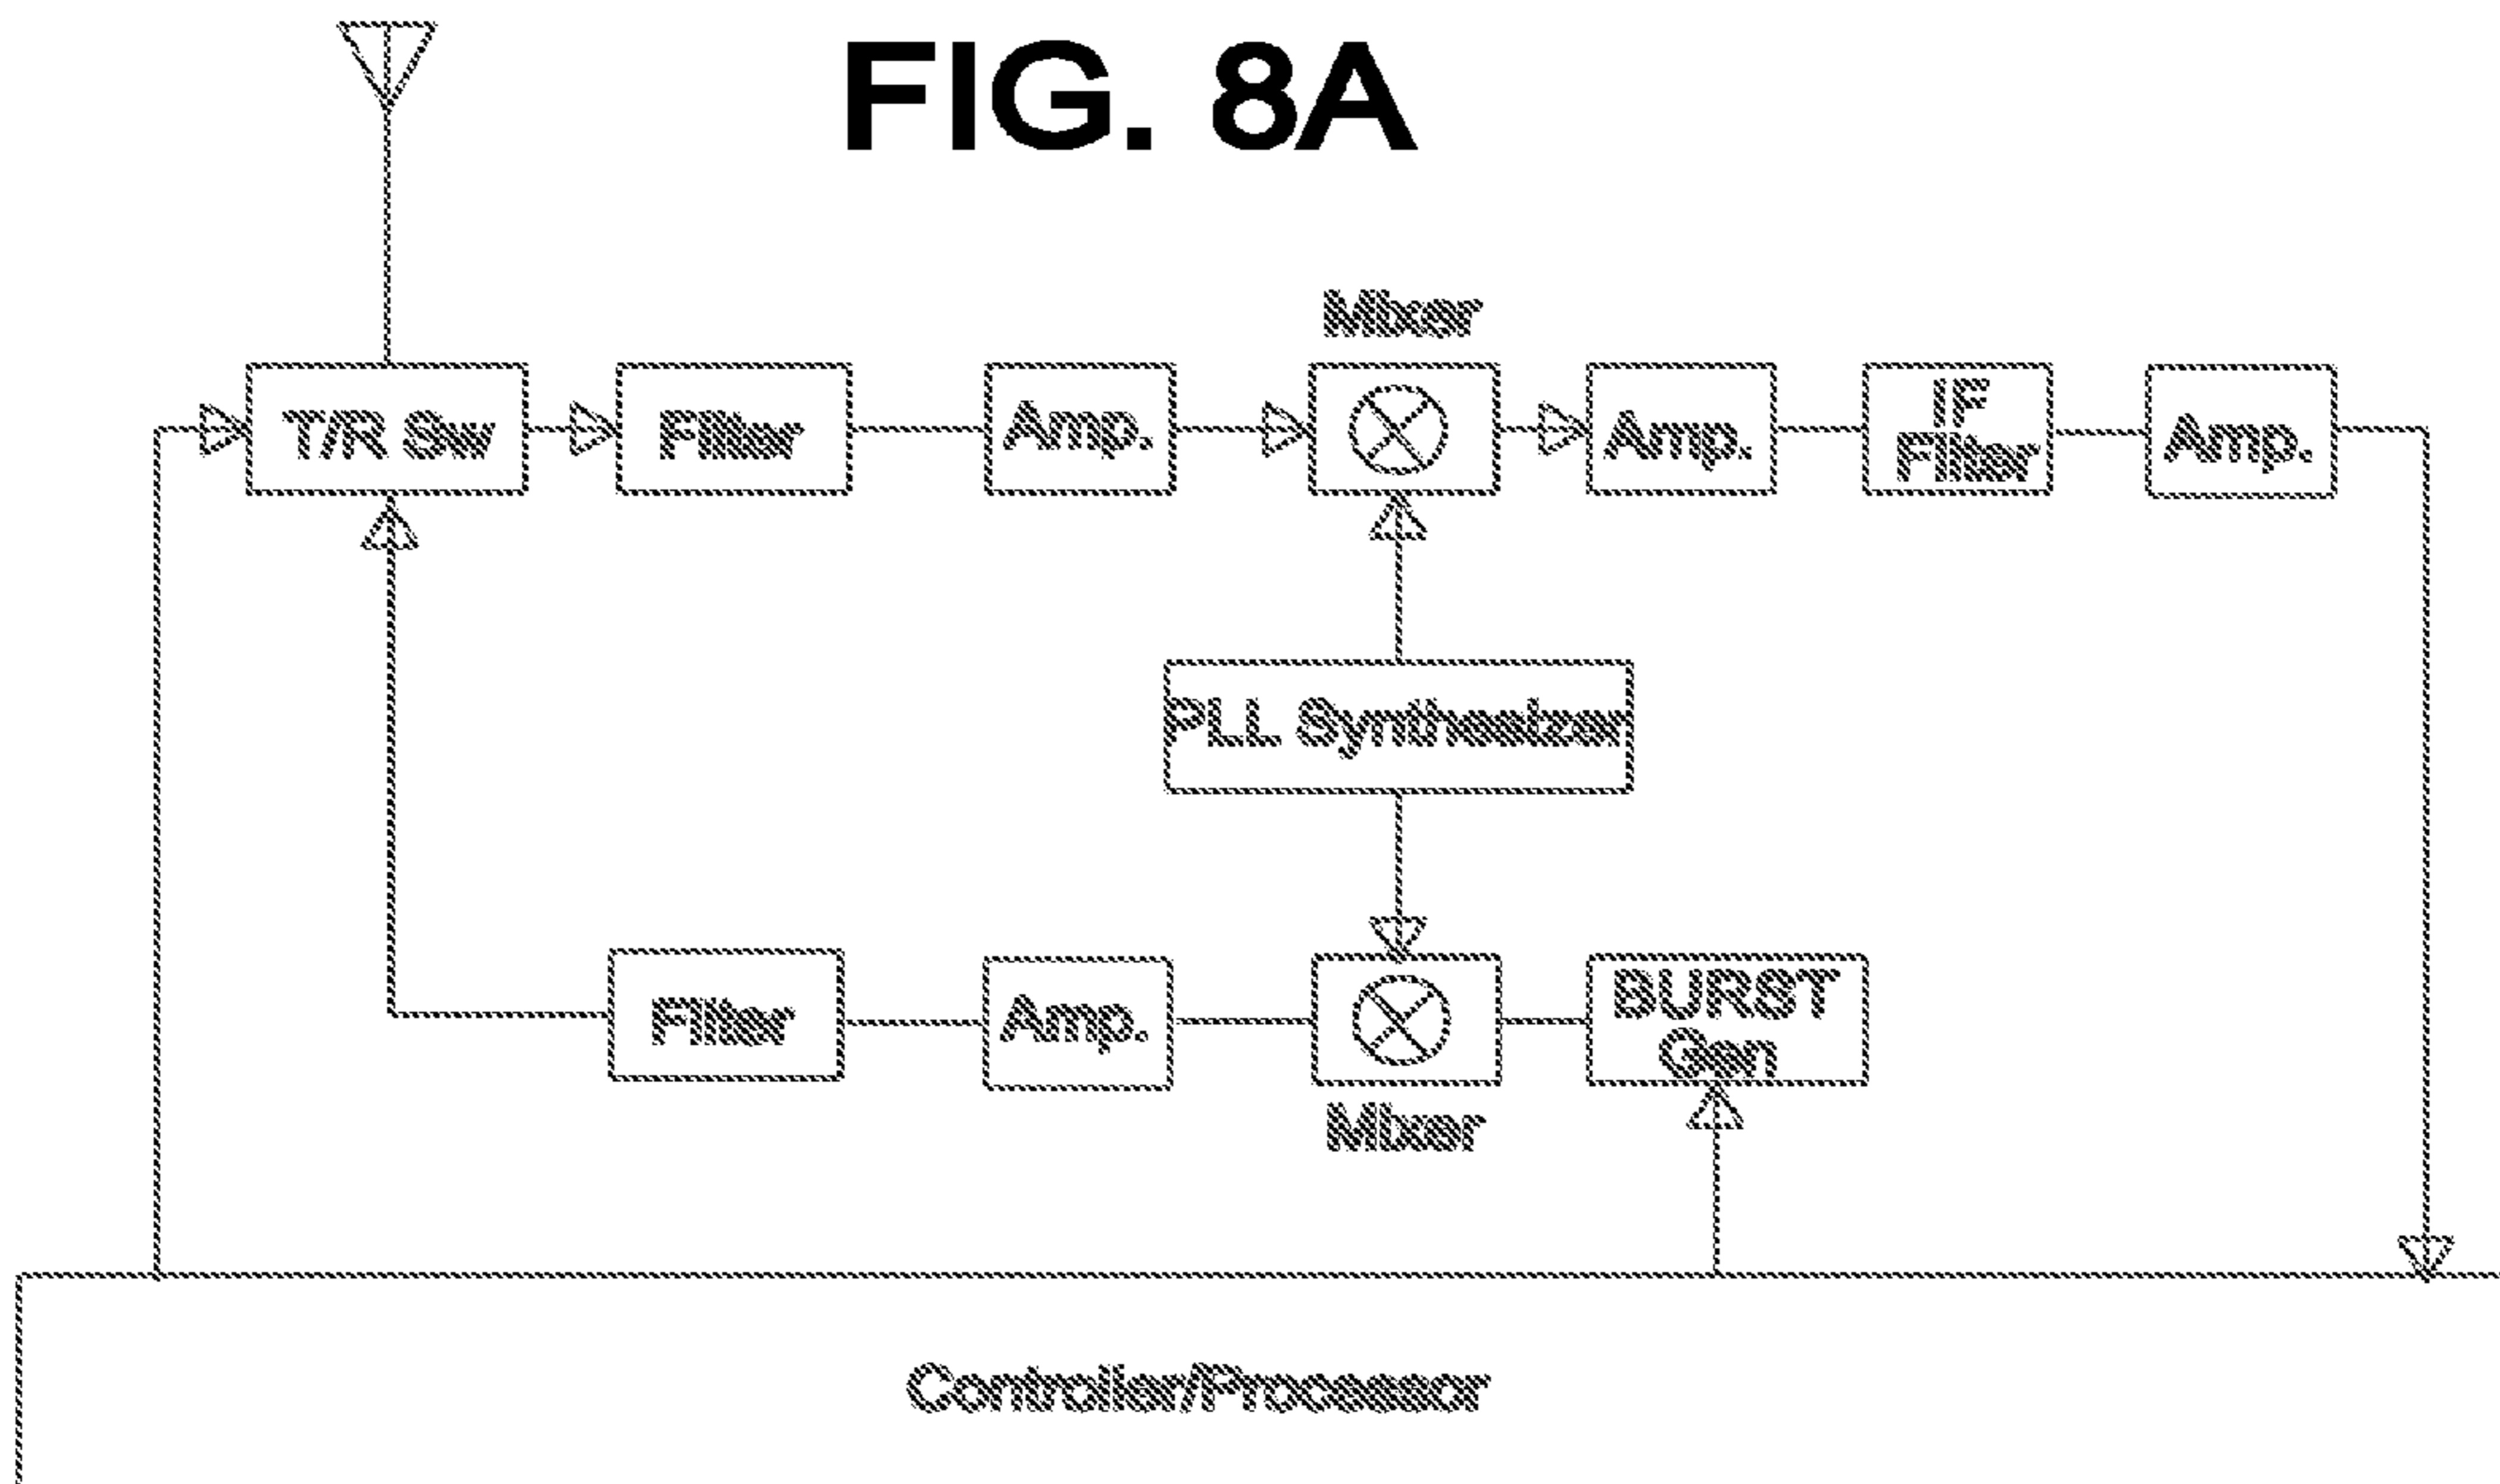 FIG. 8A
Mixer
T/R Sw
Filter
Amp.
Amp.
IF
Filter
Amp.
PLL Synthesizer
Filter
Amp.
BURST
Gen
Mixer
Controller/Processor